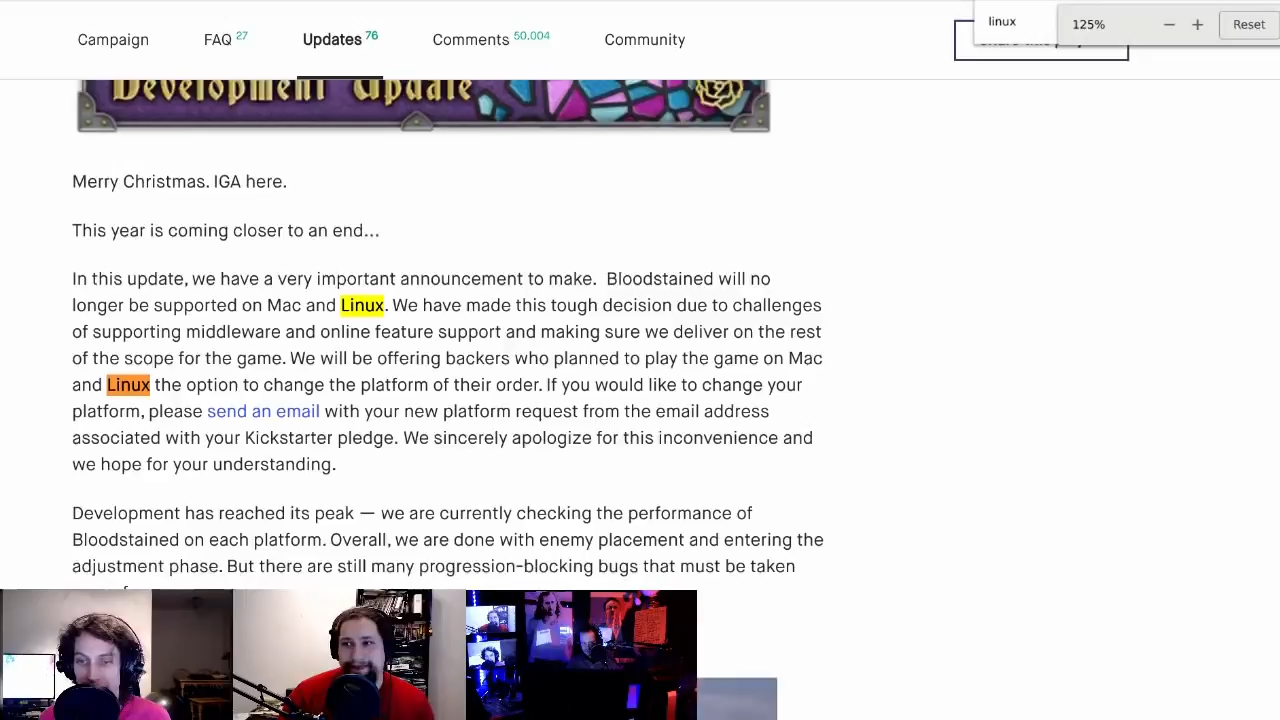 Campaign FAQ 27 Updates 76 Comments 50,004 Community
linux 125% − + Reset
Development Update
Merry Christmas. IGA here.
This year is coming closer to an end...
In this update, we have a very important announcement to make. Bloodstained will no
longer be supported on Mac and Linux. We have made this tough decision due to challenges
of supporting middleware and online feature support and making sure we deliver on the rest
of the scope for the game. We will be offering backers who planned to play the game on Mac
and Linux the option to change the platform of their order. If you would like to change your
platform, please send an email with your new platform request from the email address
associated with your Kickstarter pledge. We sincerely apologize for this inconvenience and
we hope for your understanding.
Development has reached its peak — we are currently checking the performance of
Bloodstained on each platform. Overall, we are done with enemy placement and entering the
adjustment phase. But there are still many progression-blocking bugs that must be taken